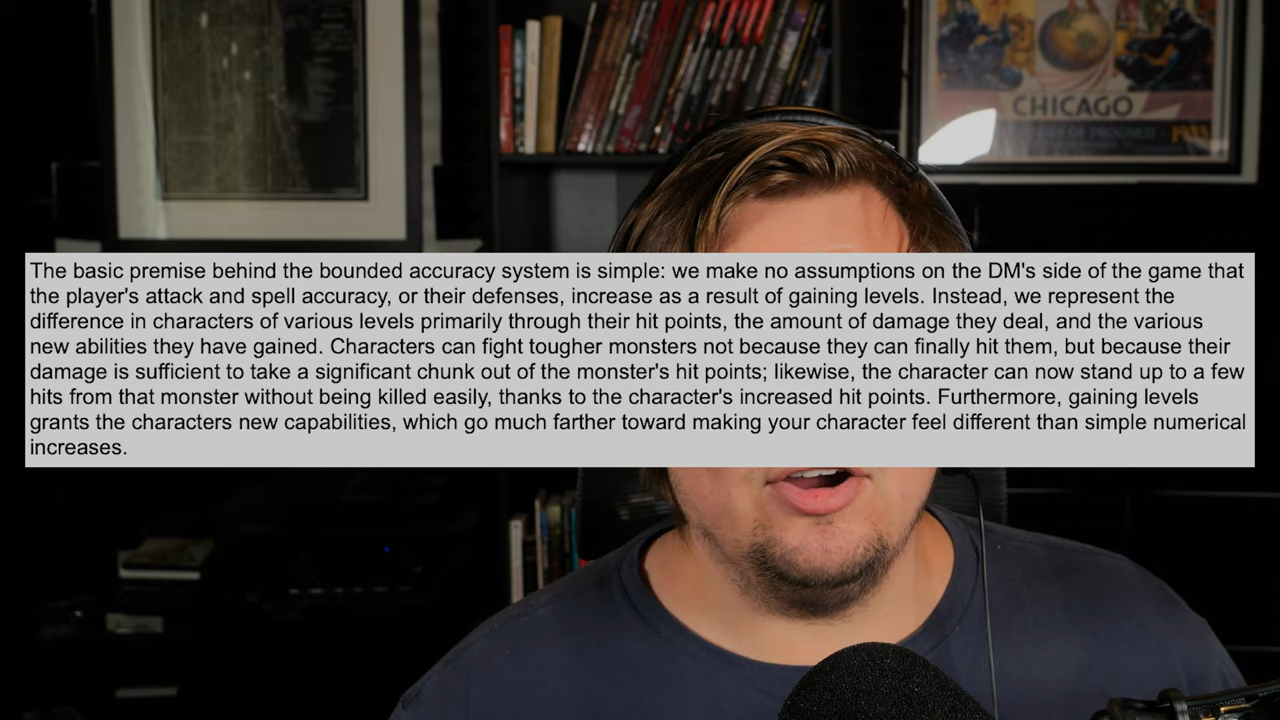 CHICAGO
The basic premise behind the bounded accuracy system is simple: we make no assumptions on the DM's side of the game that
the player's attack and spell accuracy, or their defenses, increase as a result of gaining levels. Instead, we represent the
difference in characters of various levels primarily through their hit points, the amount of damage they deal, and the various
new abilities they have gained. Characters can fight tougher monsters not because they can finally hit them, but because their
damage is sufficient to take a significant chunk out of the monster's hit points; likewise, the character can now stand up to a few
hits from that monster without being killed easily, thanks to the character's increased hit points. Furthermore, gaining levels
grants the characters new capabilities, which go much farther toward making your character feel different than simple numerical
increases.